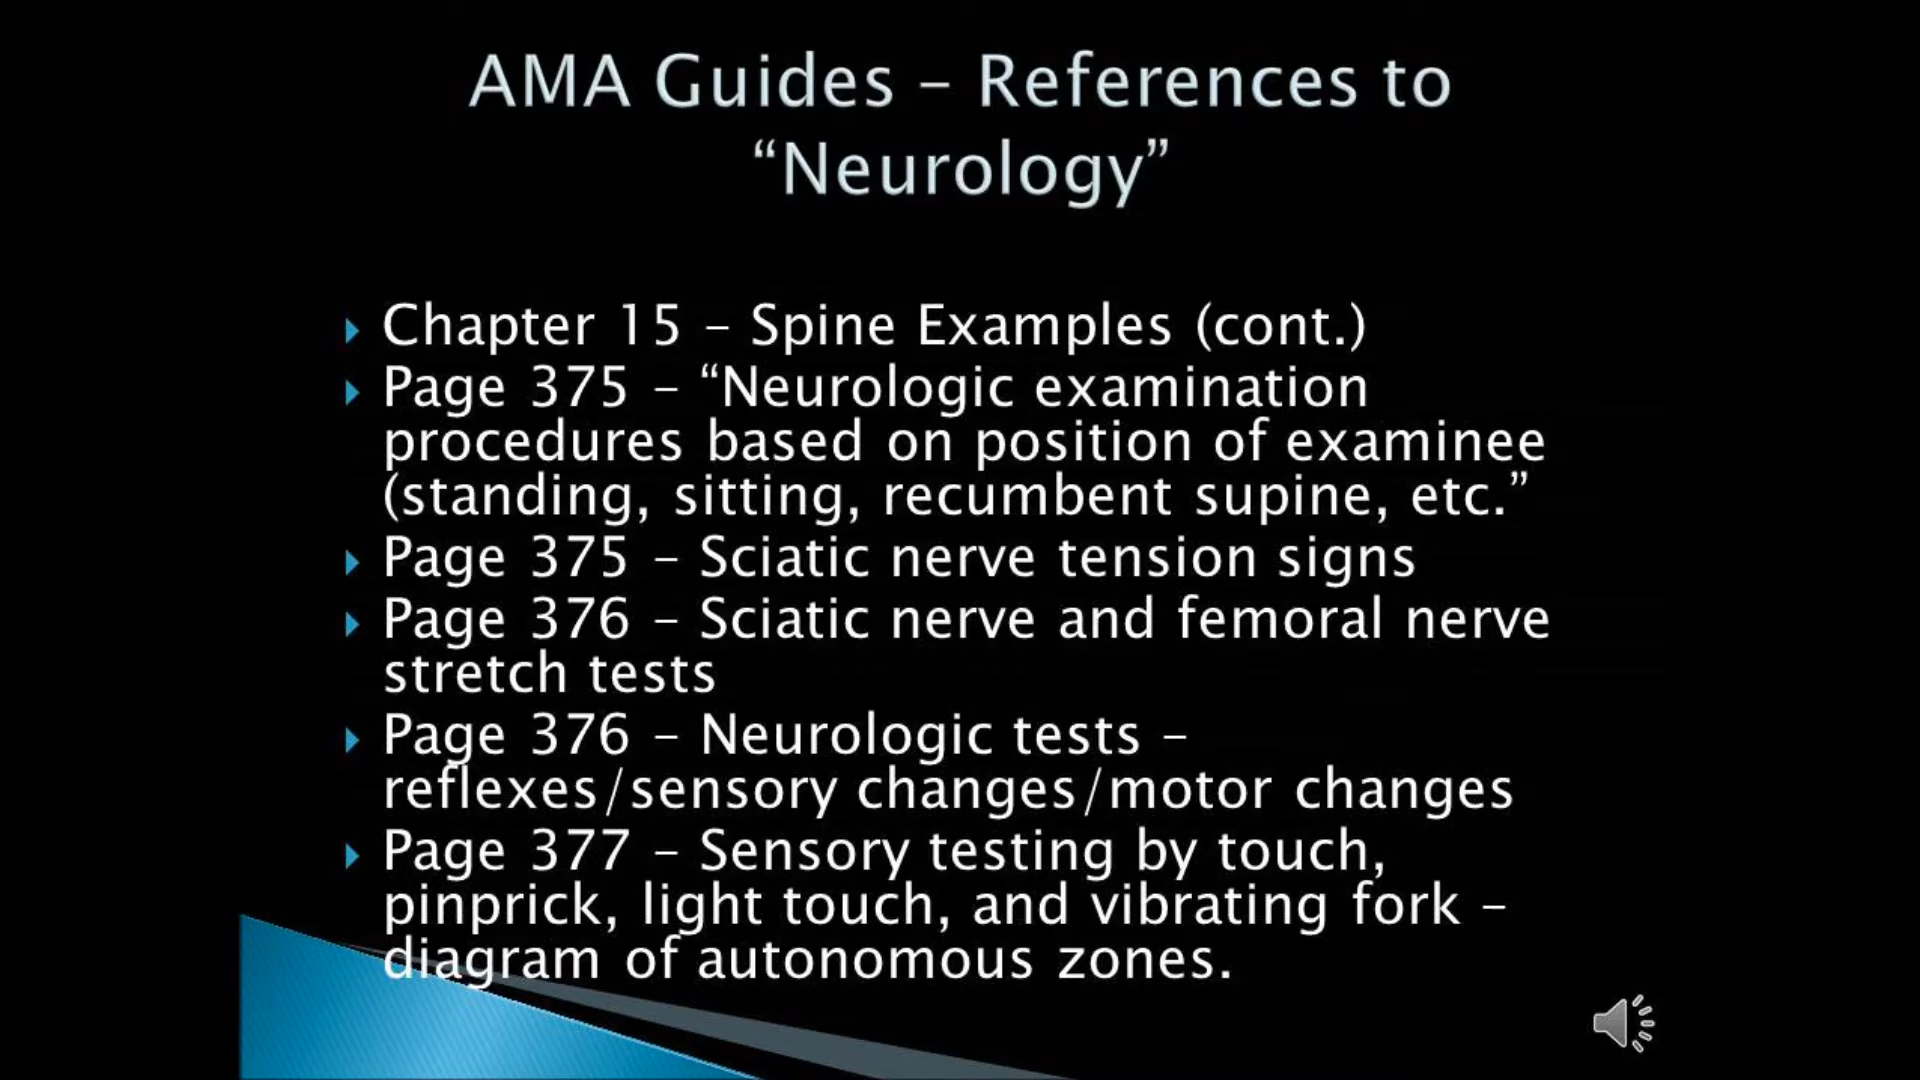 AMA Guides – References to
“Neurology”
Chapter 15 – Spine Examples (cont.)
Page 375 – “Neurologic examination
procedures based on position of examinee
(standing, sitting, recumbent supine, etc.”
Page 375 – Sciatic nerve tension signs
Page 376 – Sciatic nerve and femoral nerve
stretch tests
Page 376 – Neurologic tests –
reflexes/sensory changes/motor changes
Page 377 – Sensory testing by touch,
pinprick, light touch, and vibrating fork –
diagram of autonomous zones.